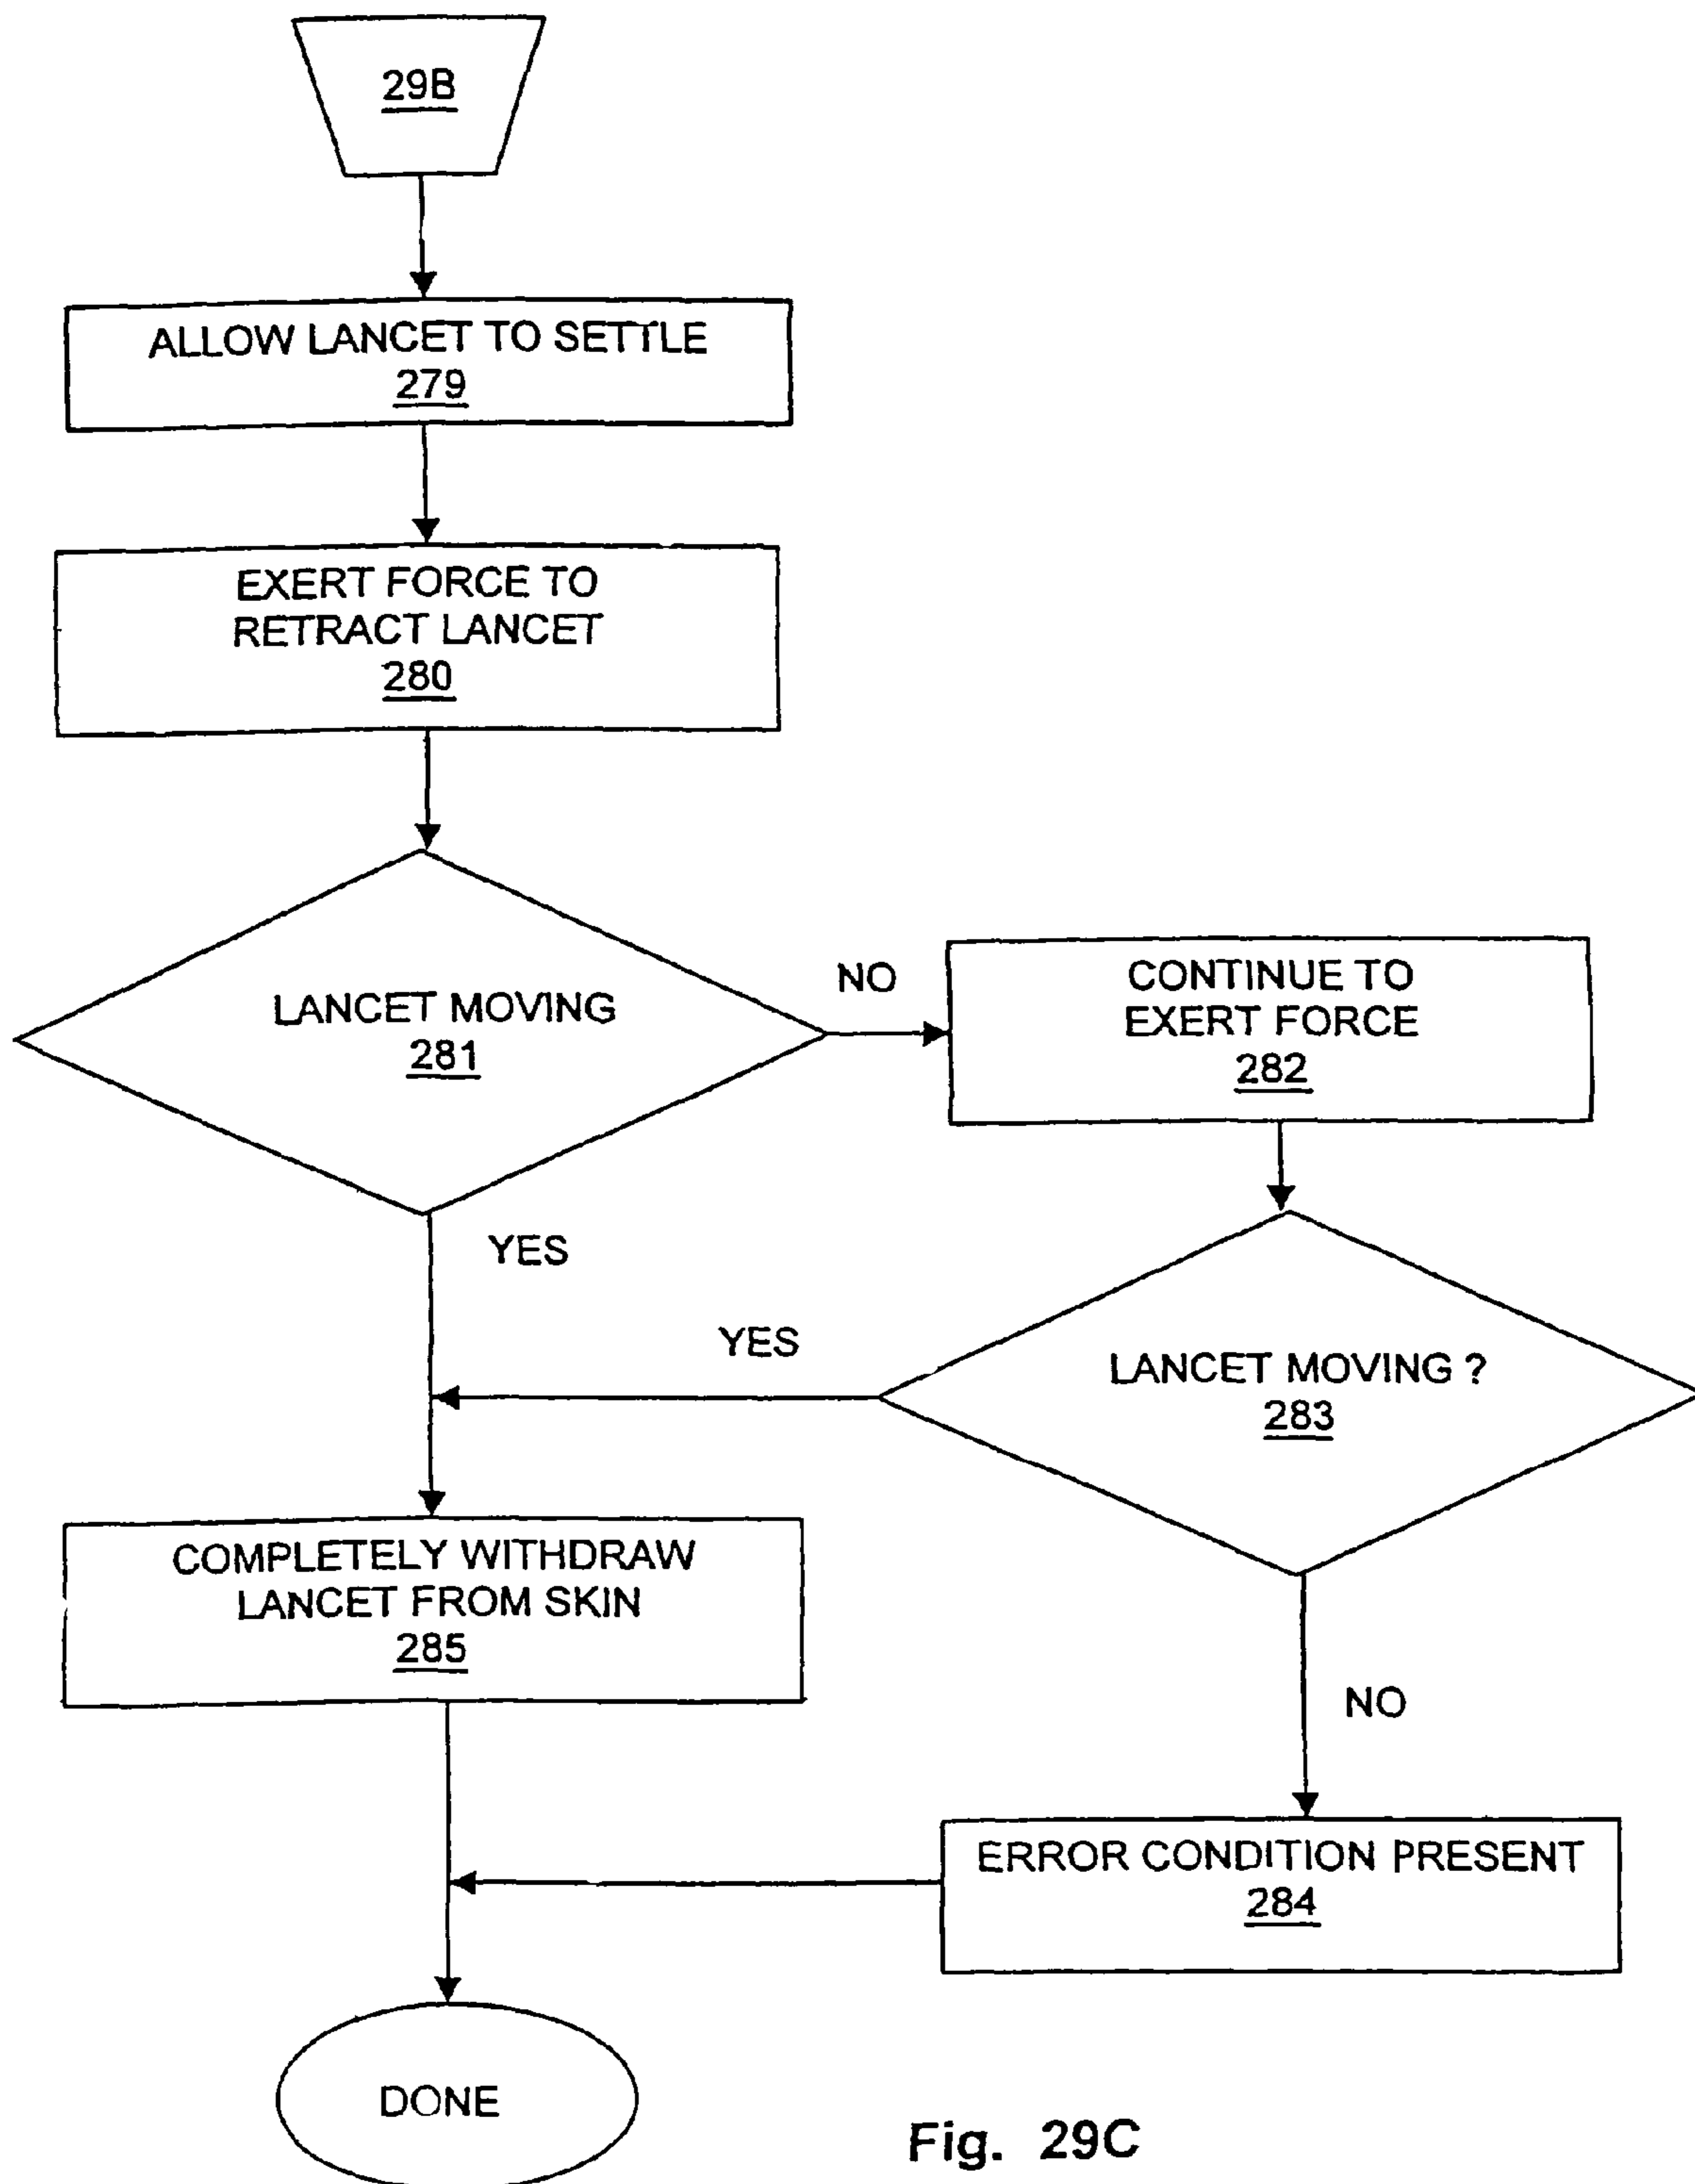 29B
ALLOW LANCET TO SETTLE
279
EXERT FORCE TO
RETRACT LANCET
280
LANCET MOVING
281
NO
CONTINUE TO
EXERT FORCE
282
YES
YES
LANCET MOVING ?
283
COMPLETELY WITHDRAW
LANCET FROM SKIN
285
NO
ERROR CONDITION PRESENT
284
DONE
Fig. 29C